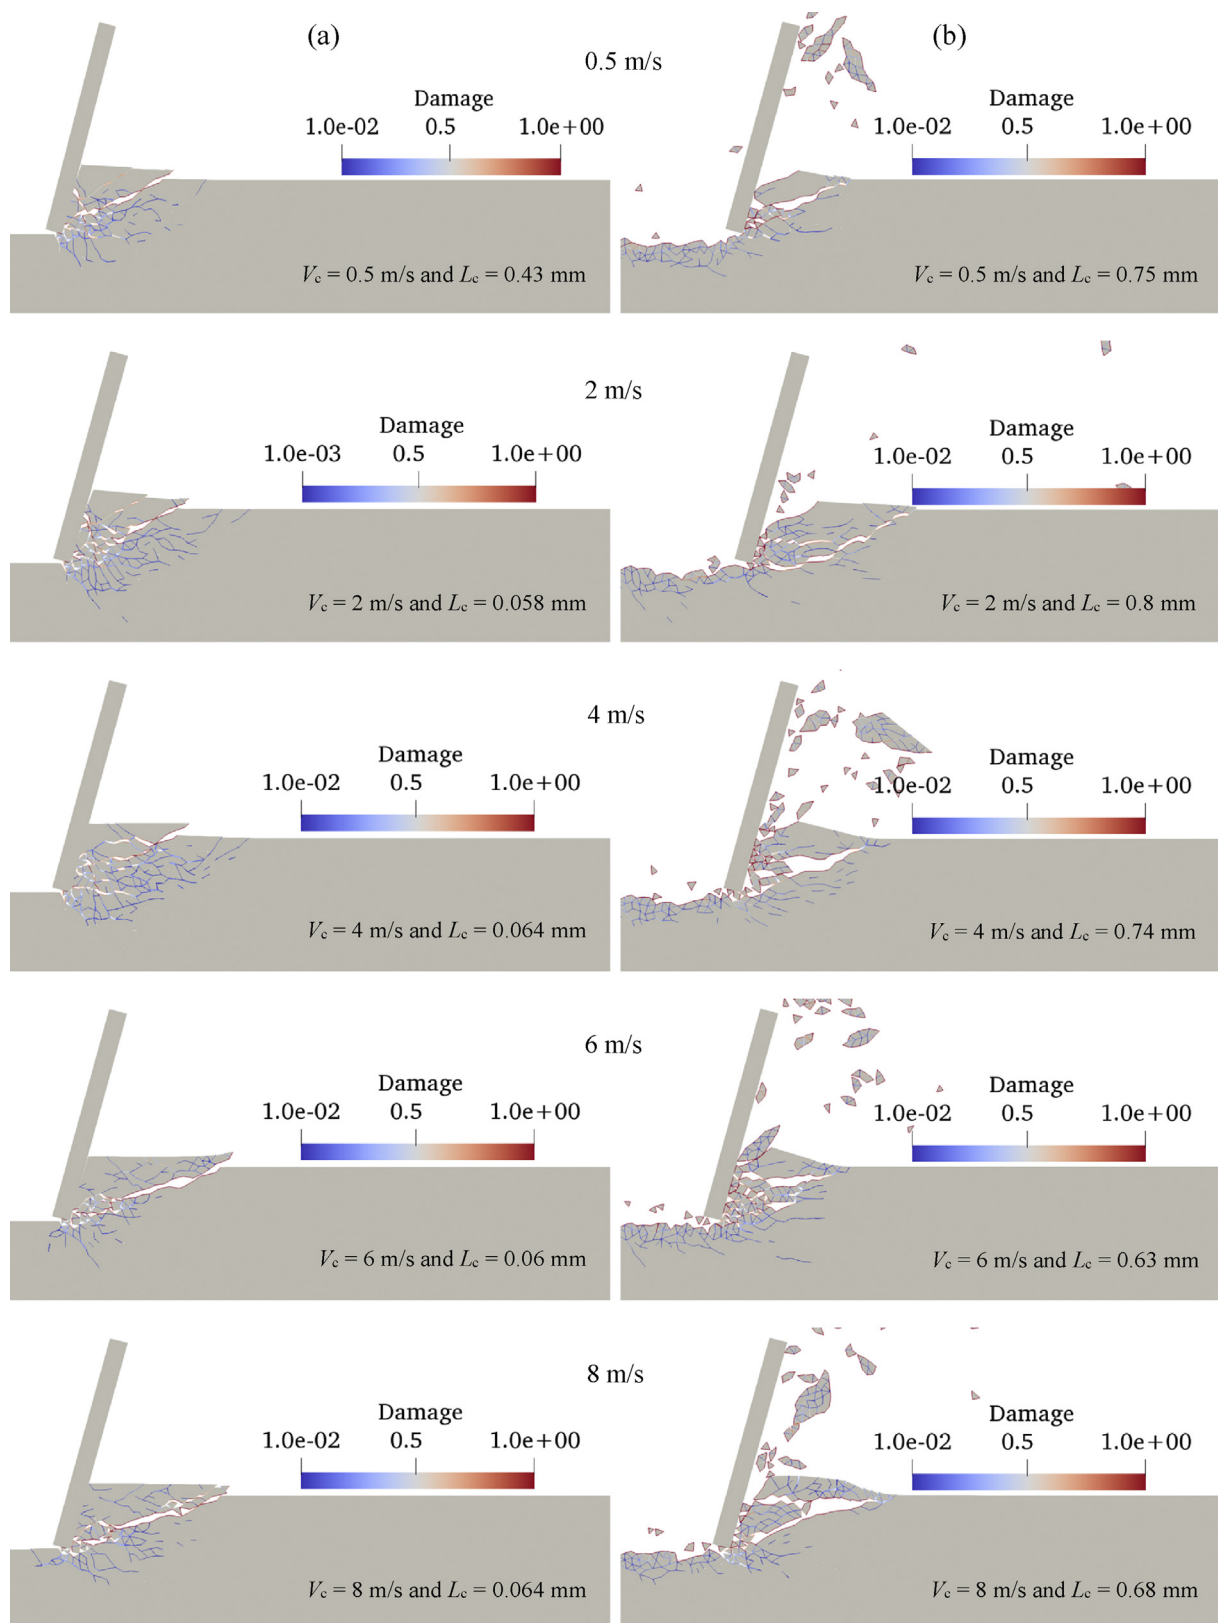 (a)
(b)
0.5 m/s
Damage
1.0e-02 0.5 1.0e+00
Damage
1.0e-02 0.5 1.0e+00
Vc = 0.5 m/s and Lc = 0.43 mm
Vc = 0.5 m/s and Lc = 0.75 mm
2 m/s
Damage
1.0e-03 0.5 1.0e+00
Damage
1.0e-02 0.5 1.0e+00
Vc = 2 m/s and Lc = 0.058 mm
Vc = 2 m/s and Lc = 0.8 mm
4 m/s
Damage
1.0e-02 0.5 1.0e+00
Damage
1.0e-02 0.5 1.0e+00
Vc = 4 m/s and Lc = 0.064 mm
Vc = 4 m/s and Lc = 0.74 mm
6 m/s
Damage
1.0e-02 0.5 1.0e+00
Damage
1.0e-02 0.5 1.0e+00
Vc = 6 m/s and Lc = 0.06 mm
Vc = 6 m/s and Lc = 0.63 mm
8 m/s
Damage
1.0e-02 0.5 1.0e+00
Damage
1.0e-02 0.5 1.0e+00
Vc = 8 m/s and Lc = 0.064 mm
Vc = 8 m/s and Lc = 0.68 mm